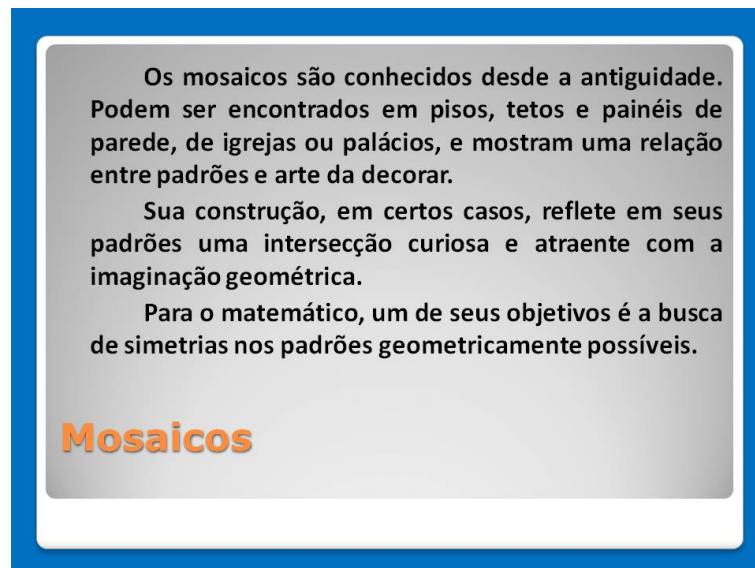 Os mosaicos são conhecidos desde a antiguidade.
Podem ser encontrados em pisos, tetos e painéis de
parede, de igrejas ou palácios, e mostram uma relação
entre padrões e arte da decorar.
Sua construção, em certos casos, reflete em seus
padrões uma intersecção curiosa e atraente com a
imaginação geométrica.
Para o matemático, um de seus objetivos é a busca
de simetrias nos padrões geometricamente possíveis.
Mosaicos